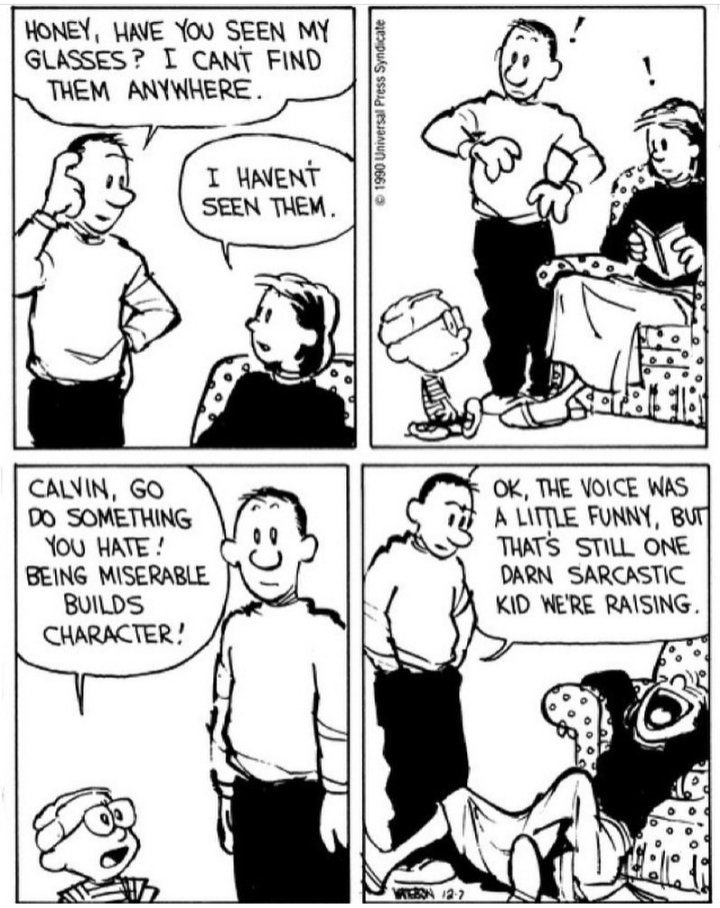 HONEY, HAVE YOU SEEN MY
GLASSES? I CAN'T FIND
THEM ANYWHERE.
I HAVEN'T
SEEN THEM.
© 1990 Universal Press Syndicate
!
!
CALVIN, GO
DO SOMETHING
YOU HATE!
BEING MISERABLE
BUILDS
CHARACTER!
OK, THE VOICE WAS
A LITTLE FUNNY, BUT
THAT'S STILL ONE
DARN SARCASTIC
KID WE'RE RAISING.
WATTERSON 12-7